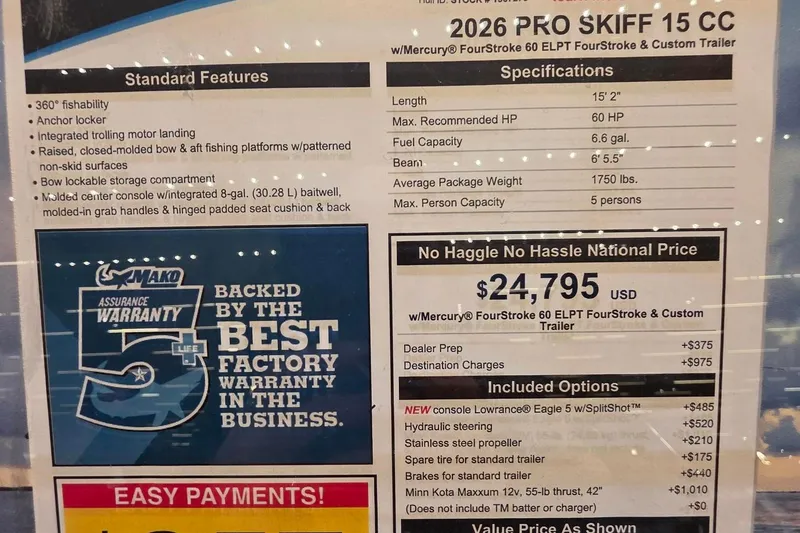 2026 PRO SKIFF 15 CC
w/Mercury® FourStroke 60 ELPT FourStroke & Custom Trailer
Standard Features
• 360° fishability
• Anchor locker
• Integrated trolling motor landing
• Raised, closed-molded bow & aft fishing platforms w/patterned
non-skid surfaces
• Bow lockable storage compartment
• Molded center console w/integrated 8-gal. (30.28 L) baitwell,
molded-in grab handles & hinged padded seat cushion & back
Specifications
Length 15' 2"
Max. Recommended HP 60 HP
Fuel Capacity 6.6 gal.
Beam 6' 5.5"
Average Package Weight 1750 lbs.
Max. Person Capacity 5 persons
MAKO
ASSURANCE
WARRANTY
5
LIFE
BACKED
BY THE
BEST
FACTORY
WARRANTY
IN THE
BUSINESS.
No Haggle No Hassle National Price
$24,795 USD
w/Mercury® FourStroke 60 ELPT FourStroke & Custom
Trailer
Dealer Prep +$375
Destination Charges +$975
Included Options
NEW console Lowrance® Eagle 5 w/SplitShot™ +$485
Hydraulic steering +$520
Stainless steel propeller +$210
Spare tire for standard trailer +$175
Brakes for standard trailer +$440
Minn Kota Maxxum 12v, 55-lb thrust, 42" +$1,010
(Does not include TM batter or charger) +$0
Value Price As Shown
EASY PAYMENTS!